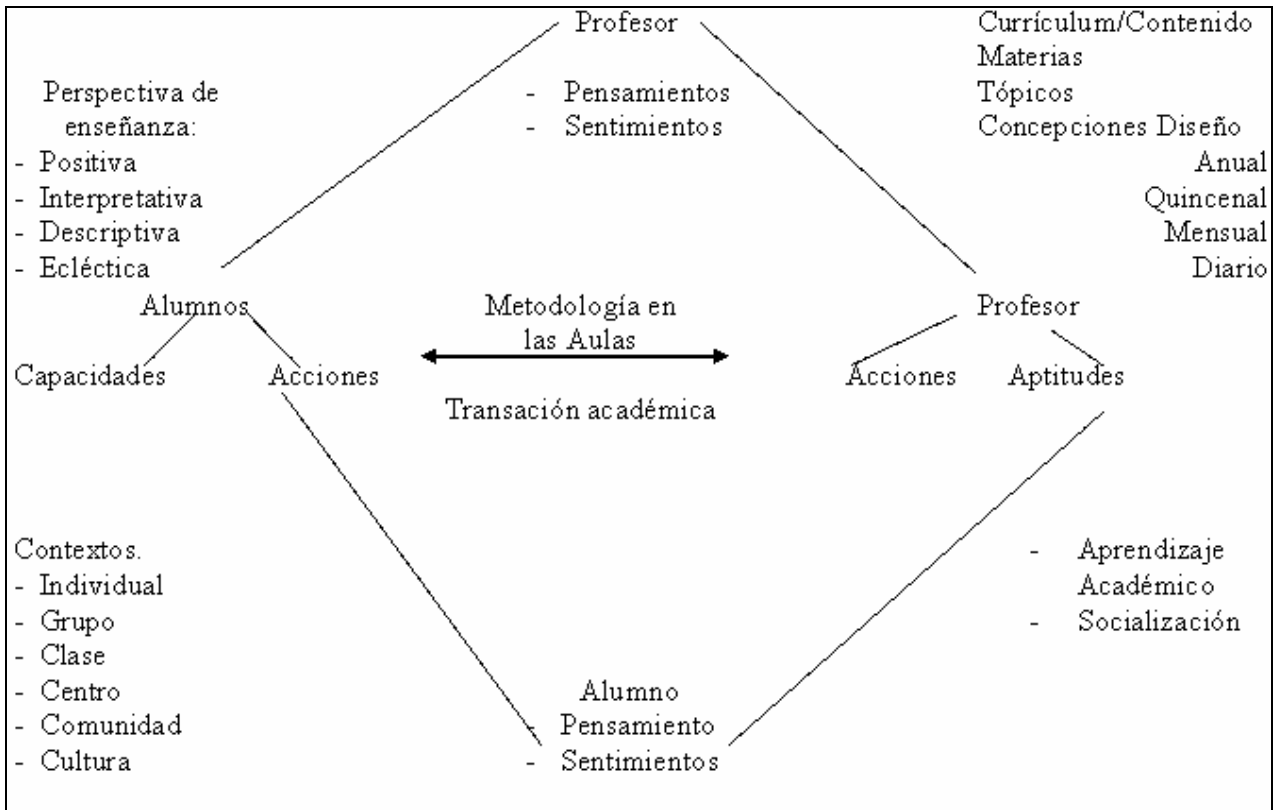 Profesor
- Pensamientos
- Sentimientos
Currículum/Contenido
Materias
Tópicos
Concepciones Diseño
Anual
Quincenal
Mensual
Diario
Perspectiva de
enseñanza:
- Positiva
- Interpretativa
- Descriptiva
- Ecléctica
Alumnos
Capacidades
Acciones
Metodología en
las Aulas
Transación académica
Profesor
Acciones
Aptitudes
Contextos.
- Individual
- Grupo
- Clase
- Centro
- Comunidad
- Cultura
Alumno
- Pensamiento
- Sentimientos
- Aprendizaje
Académico
- Socialización